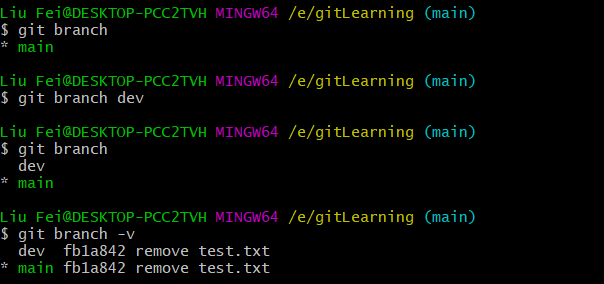 Liu Fei@DESKTOP-PCC2TVH MINGW64 /e/gitLearning (main)
$ git branch
* main
Liu Fei@DESKTOP-PCC2TVH MINGW64 /e/gitLearning (main)
$ git branch dev
Liu Fei@DESKTOP-PCC2TVH MINGW64 /e/gitLearning (main)
$ git branch
  dev
* main
Liu Fei@DESKTOP-PCC2TVH MINGW64 /e/gitLearning (main)
$ git branch -v
  dev  fb1a842 remove test.txt
* main fb1a842 remove test.txt